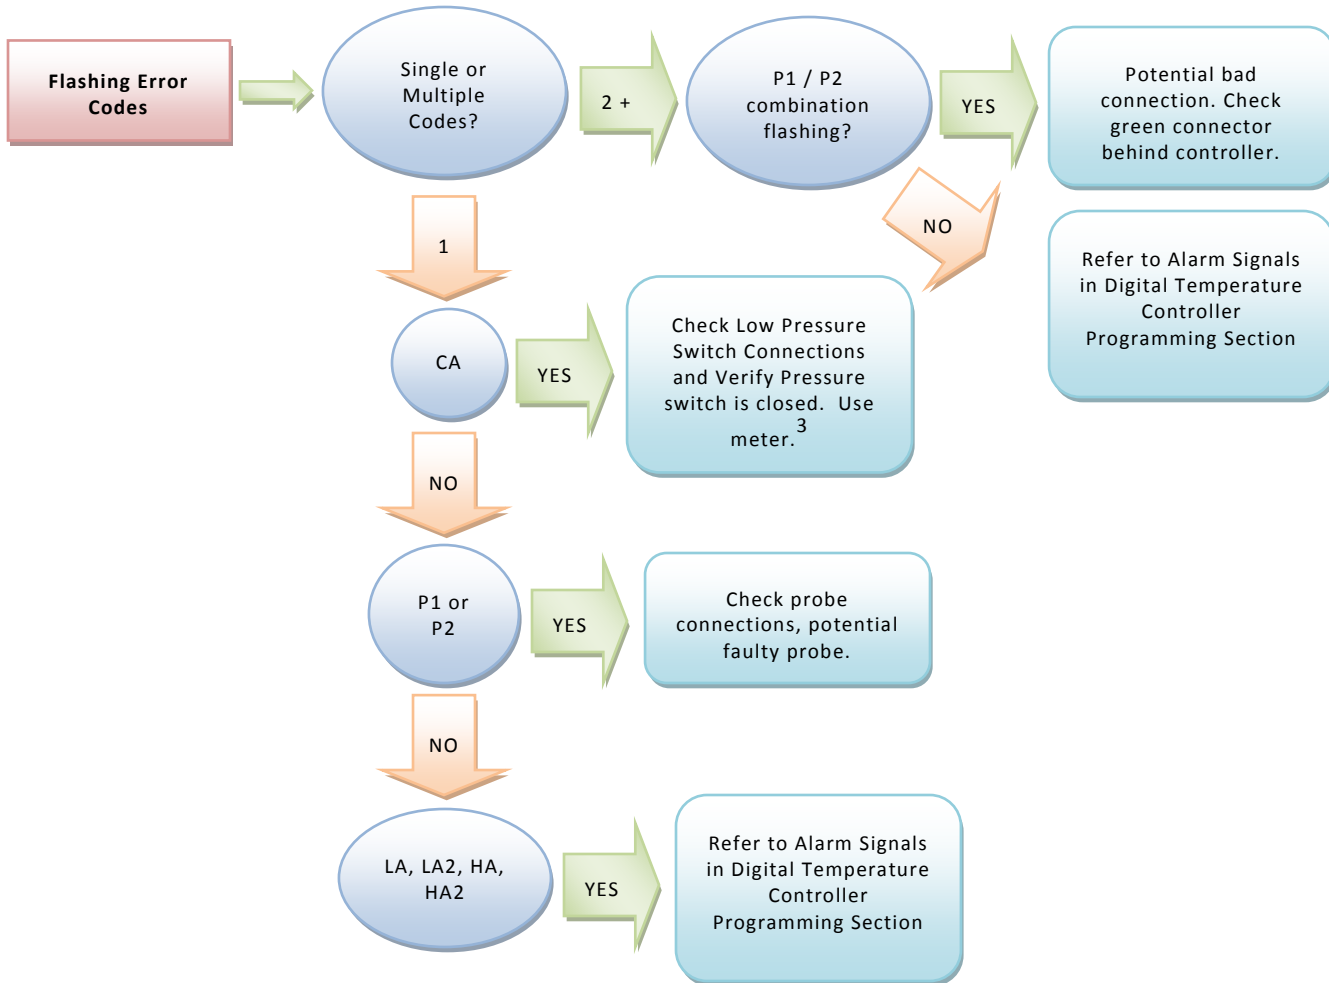 Flashing Error
Codes
Single or
Multiple
Codes?
2 +
P1 / P2
combination
flashing?
YES
Potential bad
connection. Check
green connector
behind controller.
NO
Refer to Alarm Signals
in Digital Temperature
Controller
Programming Section
1
CA
YES
Check Low Pressure
Switch Connections
and Verify Pressure
switch is closed. Use
meter.3
NO
P1 or
P2
YES
Check probe
connections, potential
faulty probe.
NO
LA, LA2, HA,
HA2
YES
Refer to Alarm Signals
in Digital Temperature
Controller
Programming Section